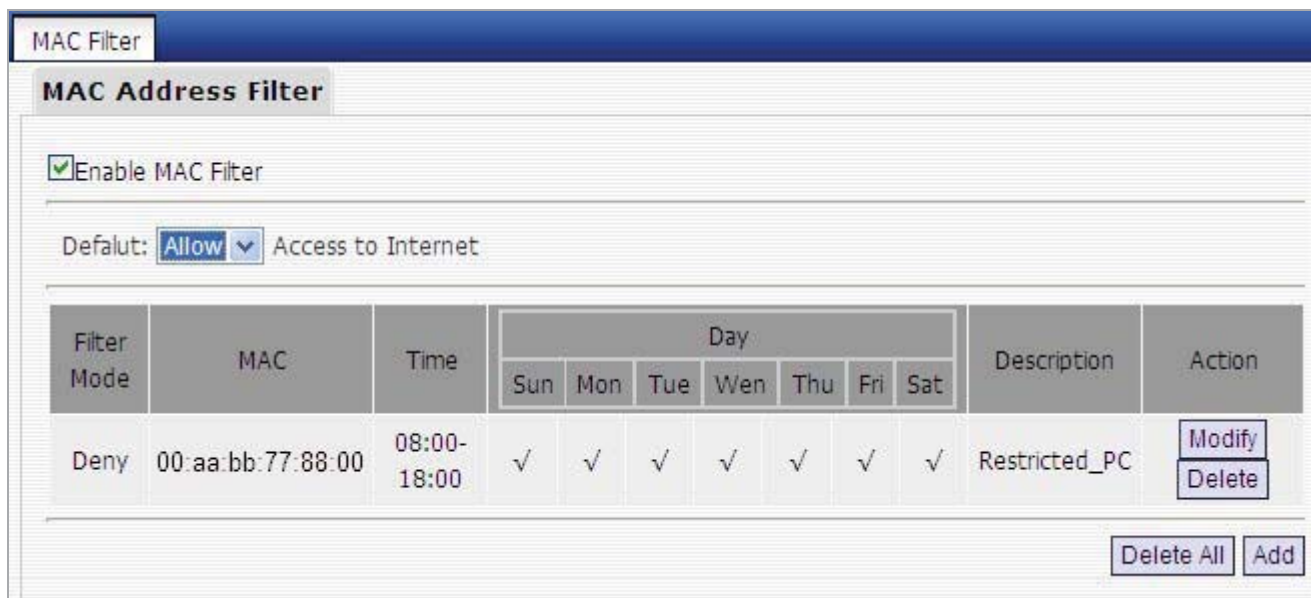 MAC Filter
MAC Address Filter
Enable MAC Filter
Defalut: Allow Access to Internet
Filter Mode MAC Time Day Description Action
Sun Mon Tue Wen Thu Fri Sat
Deny 00:aa:bb:77:88:00 08:00-18:00 √ √ √ √ √ √ √ Restricted_PC Modify
Delete
Delete All Add